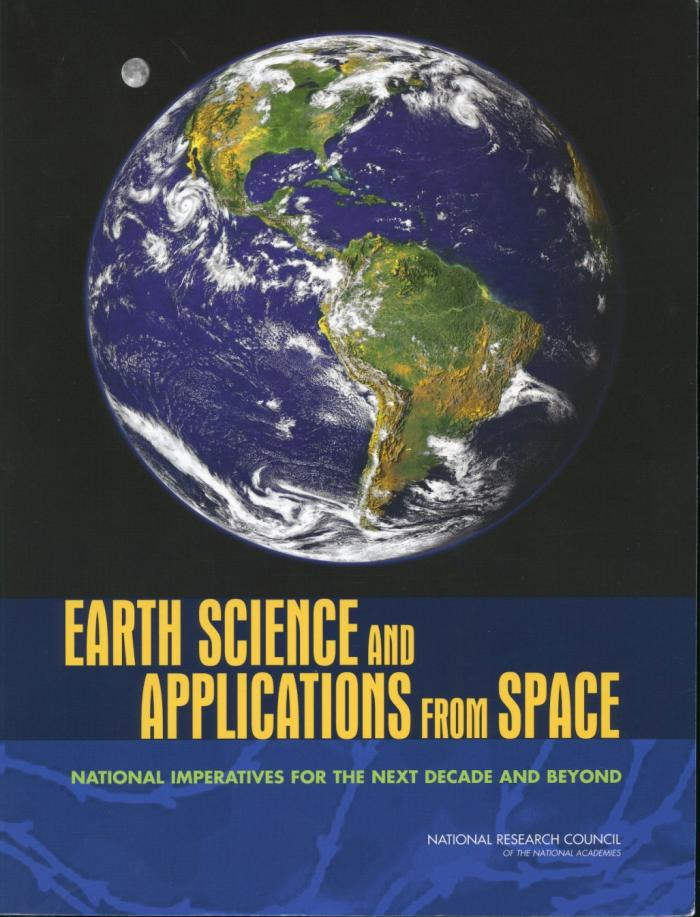 EARTH SCIENCE AND
APPLICATIONS FROM SPACE
NATIONAL IMPERATIVES FOR THE NEXT DECADE AND BEYOND
NATIONAL RESEARCH COUNCIL
OF THE NATIONAL ACADEMIES